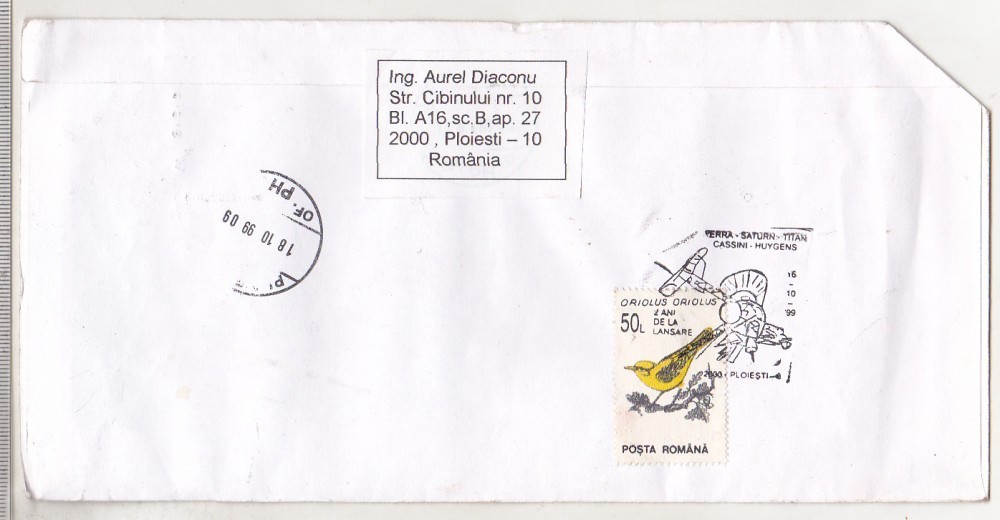 Ing. Aurel Diaconu
Str. Cibinului nr. 10
Bl. A16,sc.B,ap. 27
2000 , Ploiesti – 10
România
OF. PH
18 10 99 09
TERRA - SATURN - TITAN
CASSINI - HUYGENS
16
-
10
-
'99
ORIOLUS ORIOLUS
50L
2 ANI
DE LA
LANSARE
2000 - PLOIEȘTI -
POȘTA ROMÂNĂ